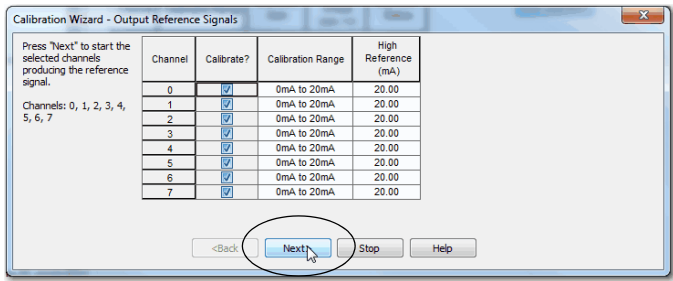 Calibration Wizard - Output Reference Signals
Press "Next" to start the
selected channels
producing the reference
signal.
Channels: 0, 1, 2, 3, 4,
5, 6, 7
Channel Calibrate? Calibration Range High Reference (mA)
0 0mA to 20mA 20.00
1 0mA to 20mA 20.00
2 0mA to 20mA 20.00
3 0mA to 20mA 20.00
4 0mA to 20mA 20.00
5 0mA to 20mA 20.00
6 0mA to 20mA 20.00
7 0mA to 20mA 20.00
<Back Next> Stop Help